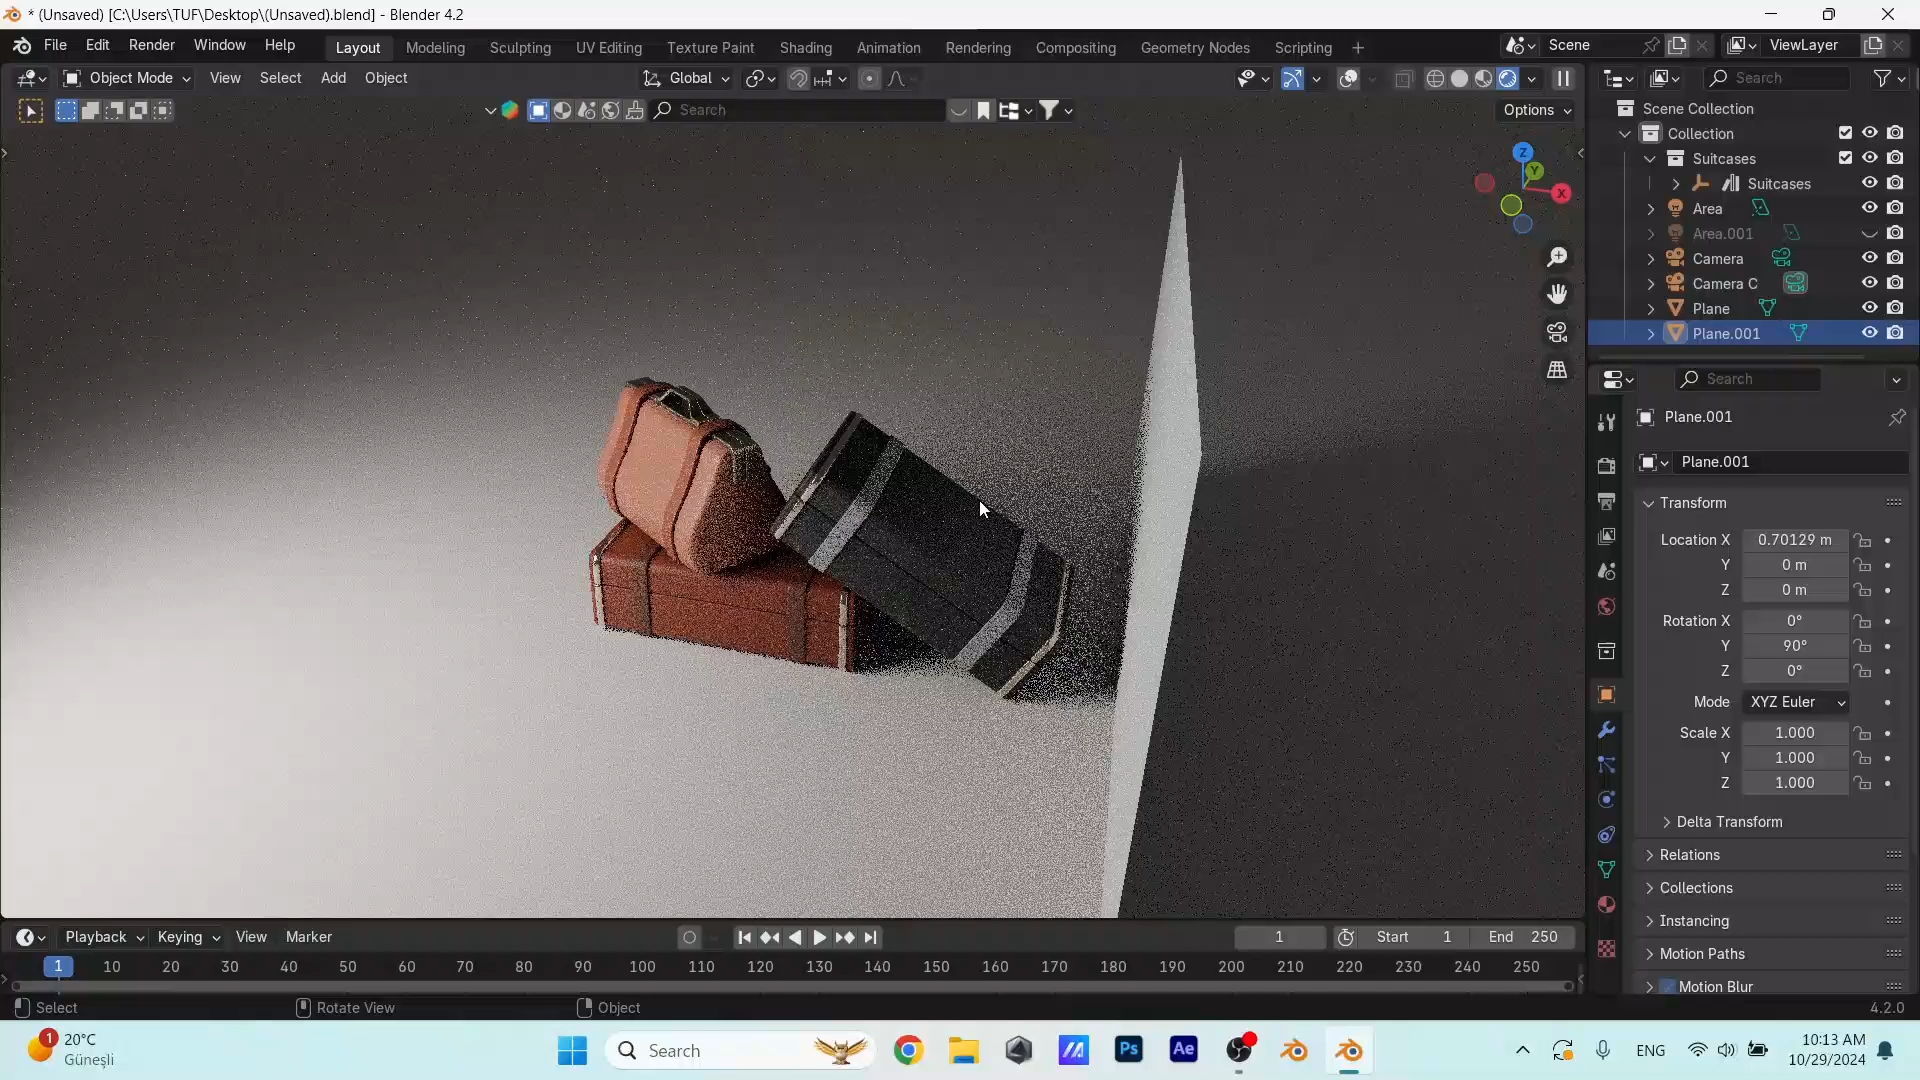 * (Unsaved) [C:\Users\TUF\Desktop\(Unsaved).blend] - Blender 4.2
File Edit Render Window Help Layout Modeling Sculpting UV Editing Texture Paint Shading Animation Rendering Compositing Geometry Nodes Scripting + Scene ViewLayer
Object Mode View Select Add Object Global Search
Search Options
Scene Collection
Collection
Suitcases
Suitcases
Area
Area.001
Camera
Camera C
Plane
Plane.001
Z
Y
X
Search
Plane.001
Plane.001
Transform
Location X 0.70129 m
Y 0 m
Z 0 m
Rotation X 0°
Y 90°
Z 0°
Mode XYZ Euler
Scale X 1.000
Y 1.000
Z 1.000
Delta Transform
Relations
Collections
Instancing
Motion Paths
Motion Blur
Playback Keying View Marker 1 Start 1 End 250
1 10 20 30 40 50 60 70 80 90 100 110 120 130 140 150 160 170 180 190 200 210 220 230 240 250
Select Rotate View Object 4.2.0
1 20°C
Güneşli
Search Ps Ae ENG
10:13 AM
10/29/2024